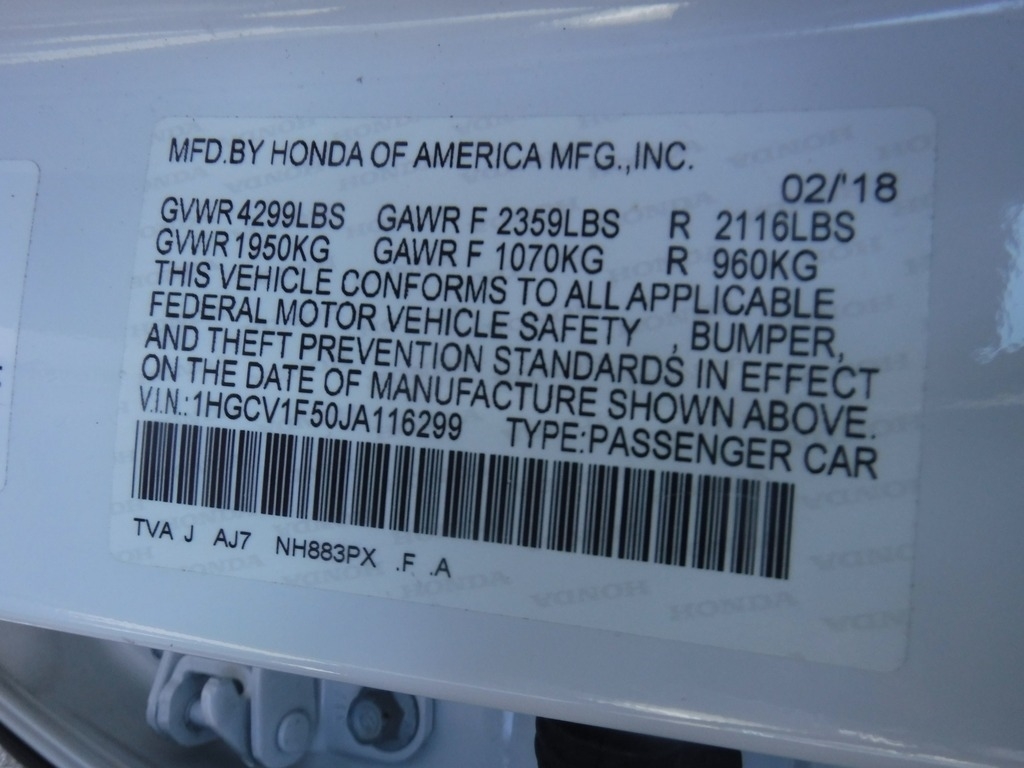 MFD.BY HONDA OF AMERICA MFG.,INC.
02/'18
GVWR 4299LBS GAWR F 2359LBS R 2116LBS
GVWR 1950KG GAWR F 1070KG R 960KG
THIS VEHICLE CONFORMS TO ALL APPLICABLE
FEDERAL MOTOR VEHICLE SAFETY , BUMPER,
AND THEFT PREVENTION STANDARDS IN EFFECT
ON THE DATE OF MANUFACTURE SHOWN ABOVE.
V.I.N.:1HGCV1F50JA116299 TYPE:PASSENGER CAR
TVA J AJ7 NH883PX .F .A